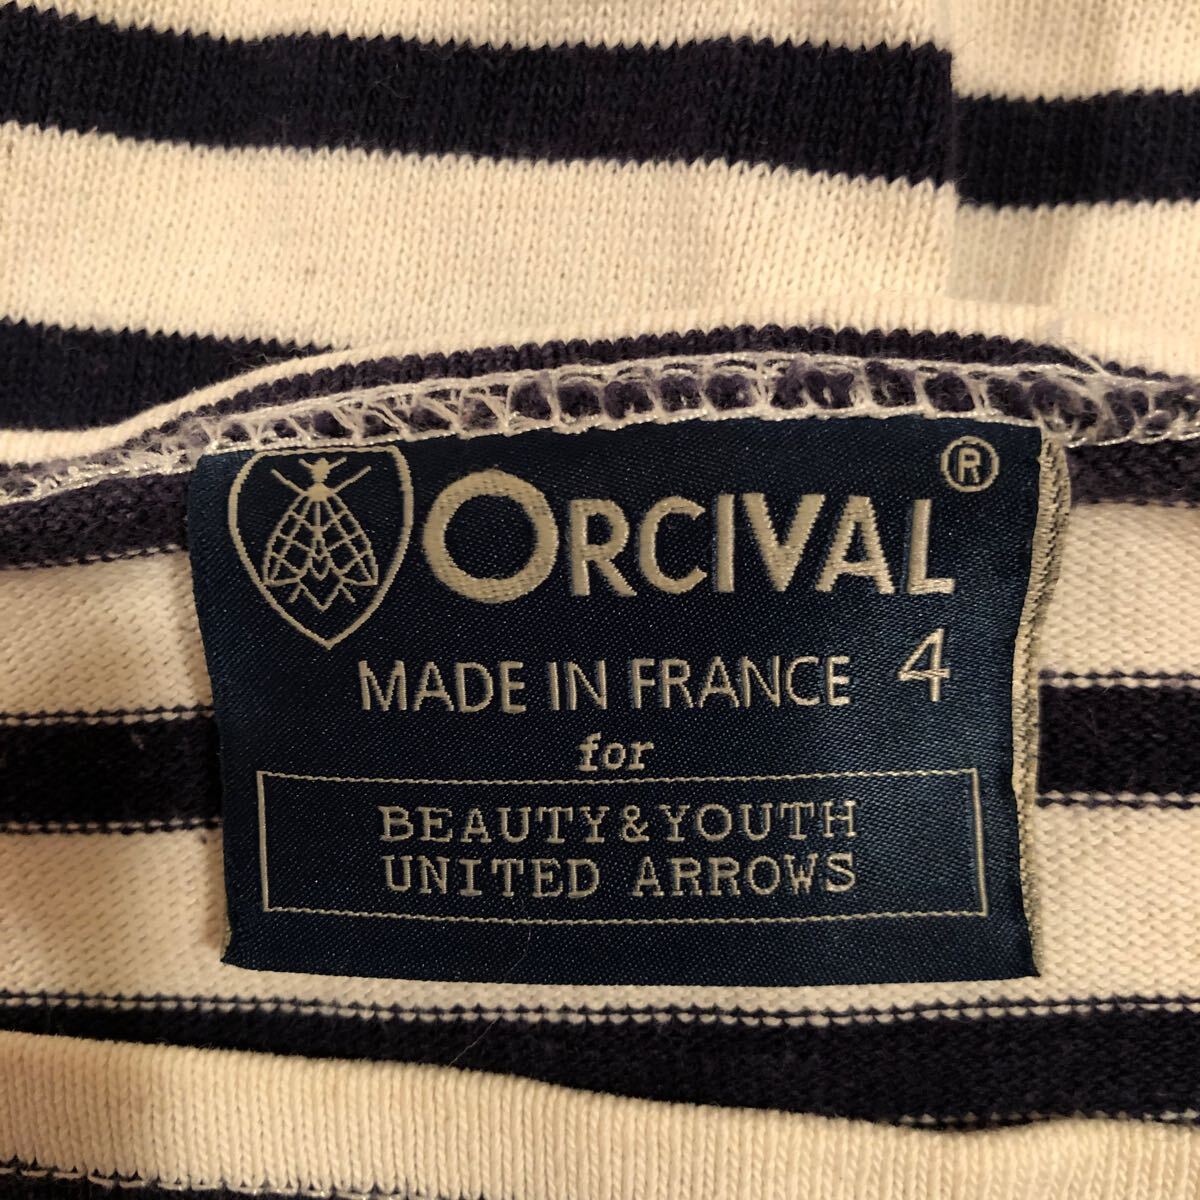 ORCIVAL®
MADE IN FRANCE 4
for
BEAUTY&YOUTH
UNITED ARROWS